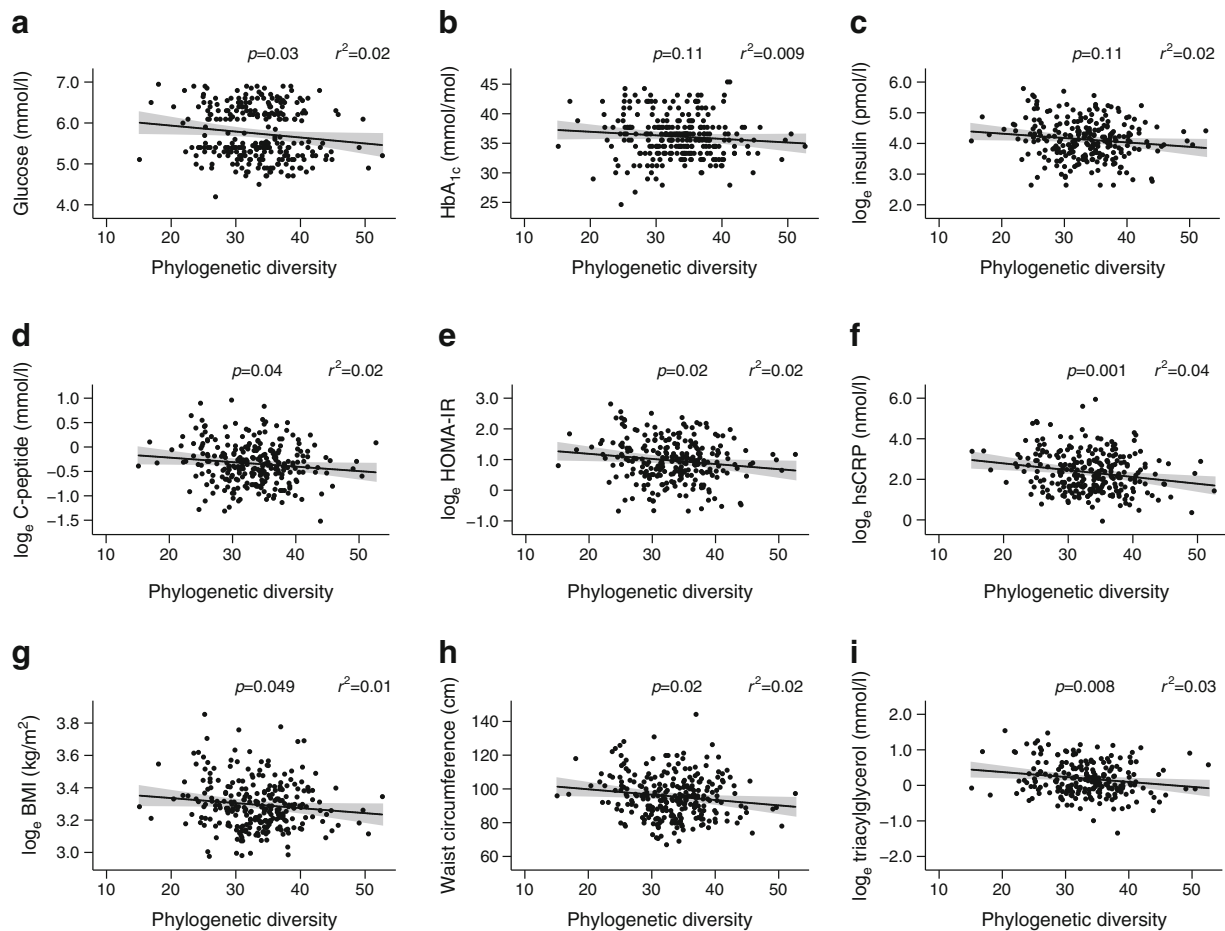 a
p=0.03 r²=0.02
Glucose (mmol/l)
7.0
6.0
5.0
4.0
10 20 30 40 50
Phylogenetic diversity
b
p=0.11 r²=0.009
HbA₁c (mmol/mol)
45
40
35
30
25
10 20 30 40 50
Phylogenetic diversity
c
p=0.11 r²=0.02
logₑ insulin (pmol/l)
6.0
5.0
4.0
3.0
2.0
10 20 30 40 50
Phylogenetic diversity
d
p=0.04 r²=0.02
logₑ C-peptide (mmol/l)
1.0
0.5
0
−0.5
−1.0
−1.5
10 20 30 40 50
Phylogenetic diversity
e
p=0.02 r²=0.02
logₑ HOMA-IR
3.0
2.0
1.0
0
−1.0
10 20 30 40 50
Phylogenetic diversity
f
p=0.001 r²=0.04
logₑ hsCRP (nmol/l)
6.0
4.0
2.0
0
10 20 30 40 50
Phylogenetic diversity
g
p=0.049 r²=0.01
logₑ BMI (kg/m²)
3.8
3.6
3.4
3.2
3.0
10 20 30 40 50
Phylogenetic diversity
h
p=0.02 r²=0.02
Waist circumference (cm)
140
120
100
80
60
10 20 30 40 50
Phylogenetic diversity
i
p=0.008 r²=0.03
logₑ triacylglycerol (mmol/l)
2.0
1.0
0
−1.0
−2.0
10 20 30 40 50
Phylogenetic diversity